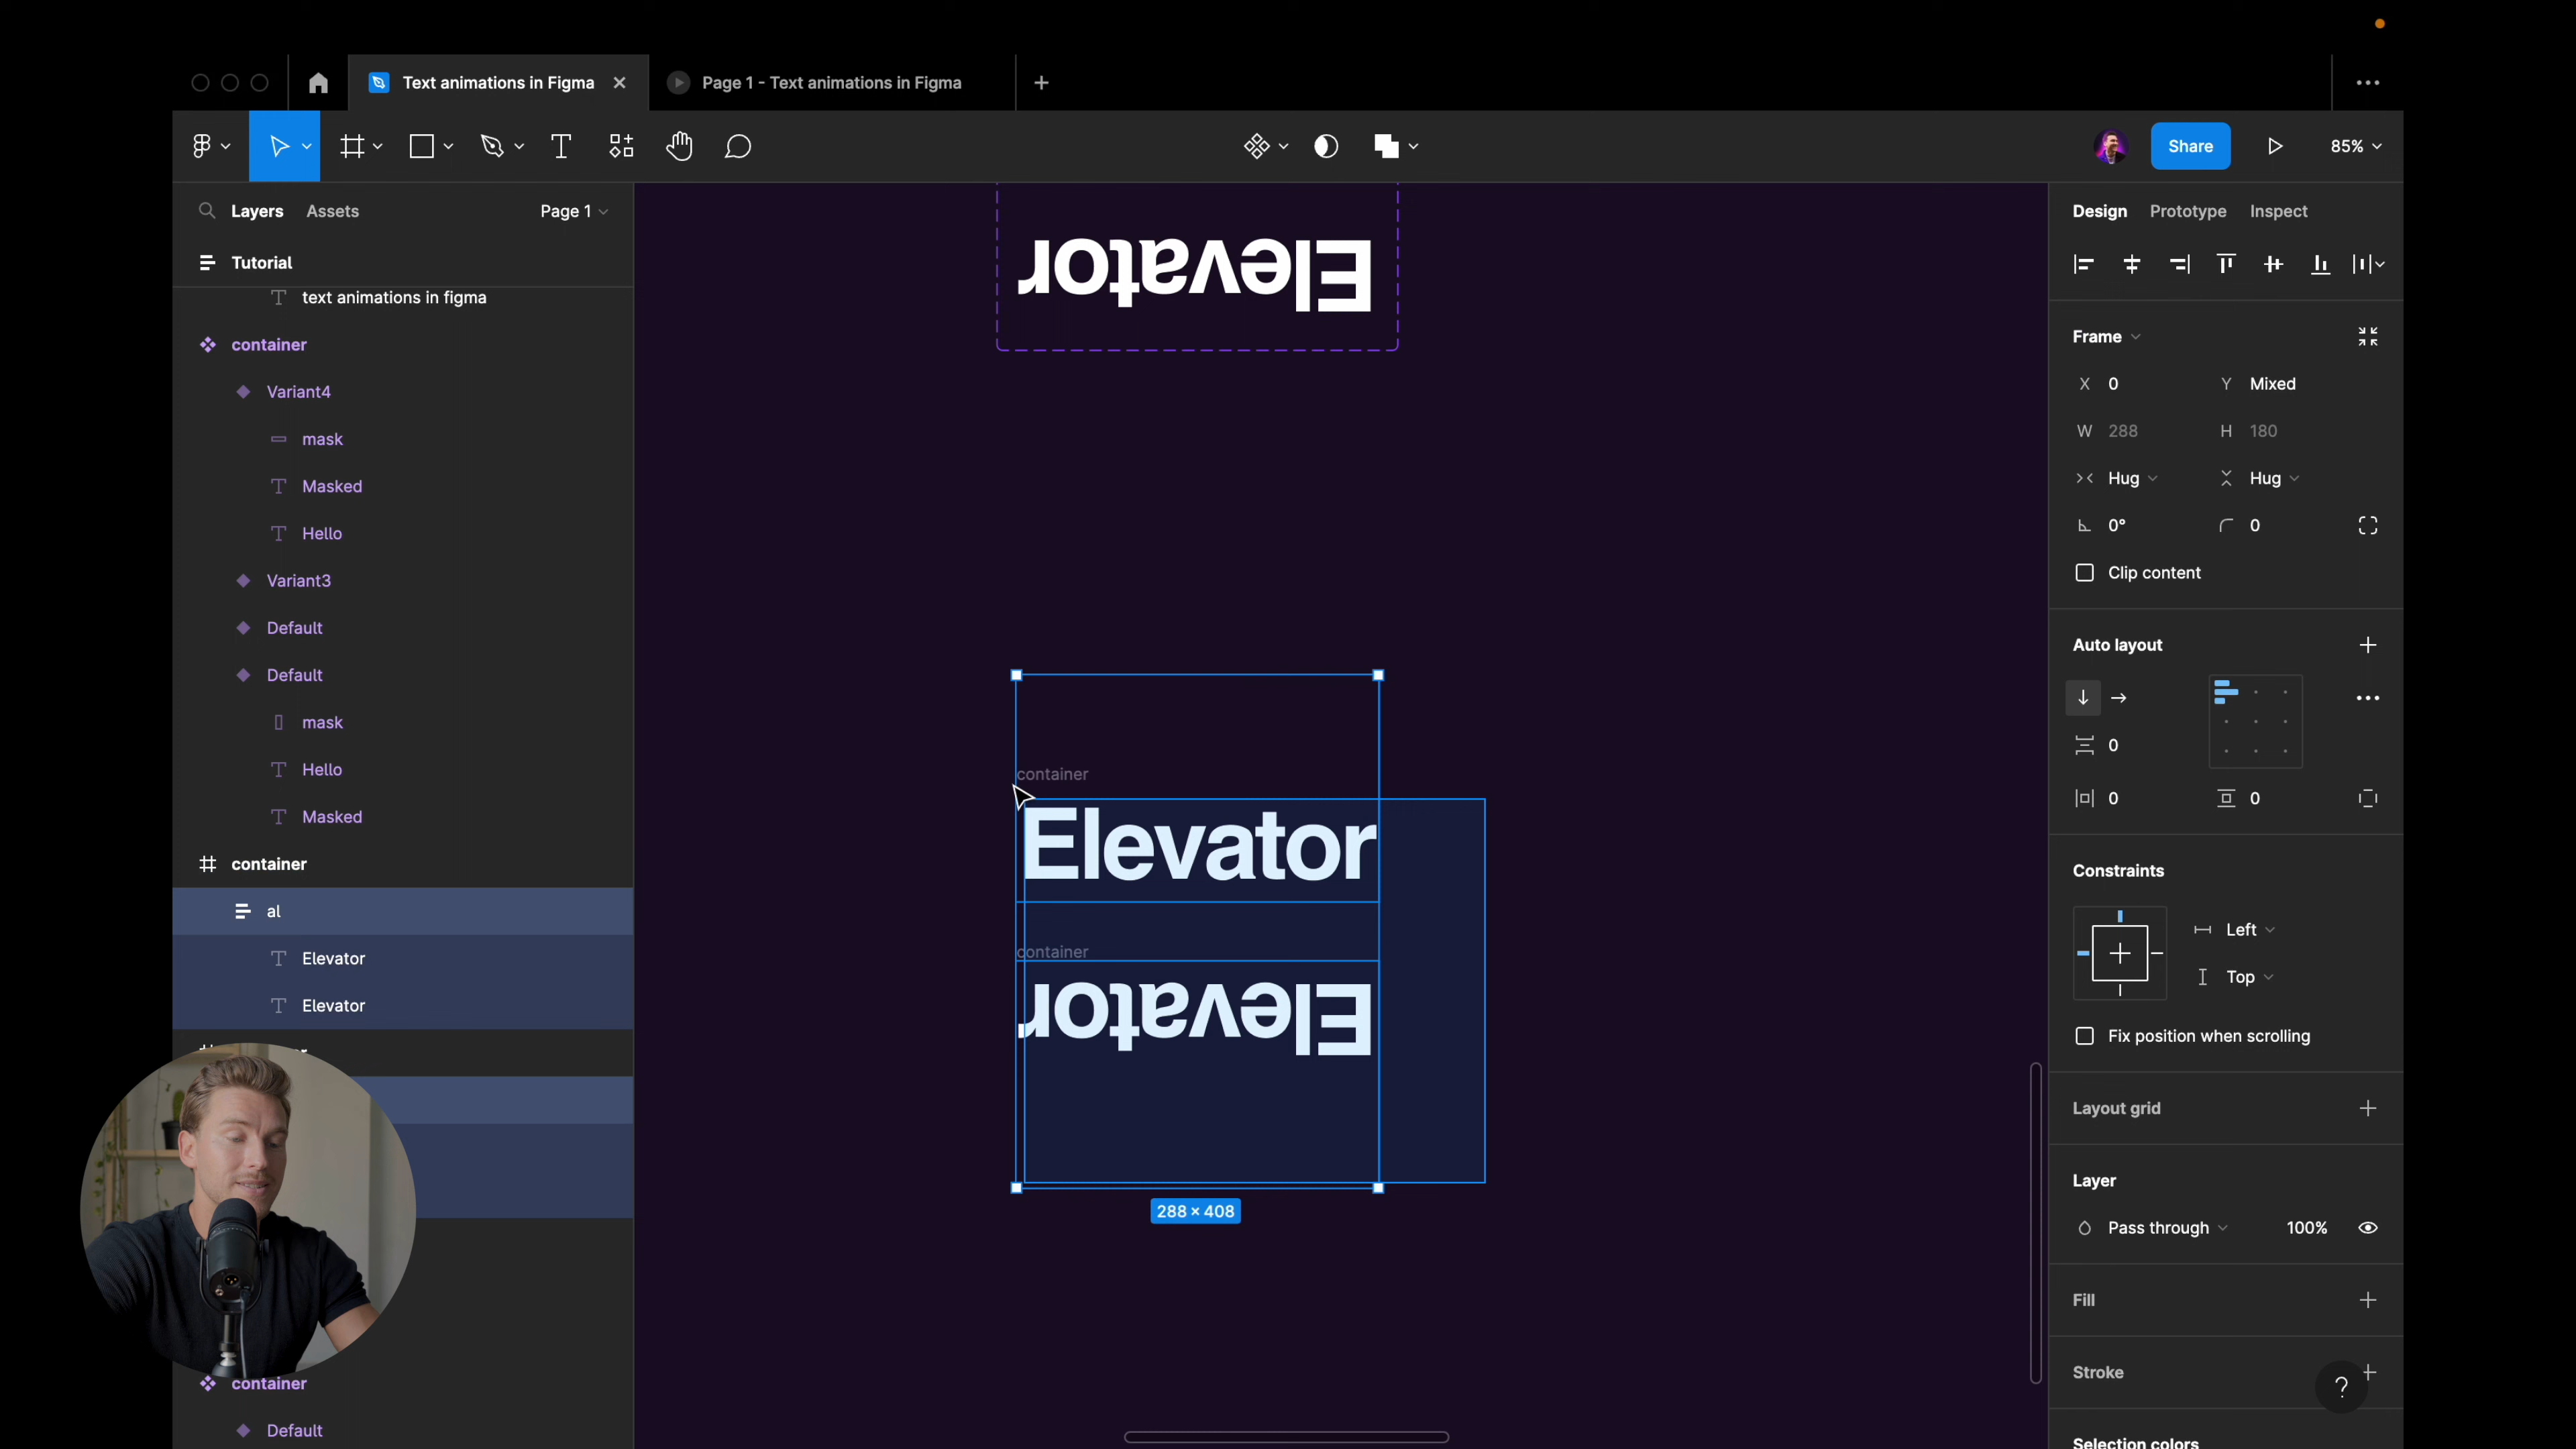 Text animations in Figma
Page 1 - Text animations in Figma
Share
85%
Layers
Assets
Page 1
Tutorial
text animations in figma
container
Variant4
mask
Masked
Hello
Variant3
Default
Default
mask
Hello
Masked
container
al
Elevator
Elevator
container
Default
Elevator
container
Elevator
container
Elevator
288 × 408
Design
Prototype
Inspect
Frame
X 0
Y Mixed
W 288
H 180
Hug
Hug
0°
0
Clip content
Auto layout
0
0
0
Constraints
Left
Top
Fix position when scrolling
Layout grid
Layer
Pass through
100%
Fill
Stroke
?
Selection colors